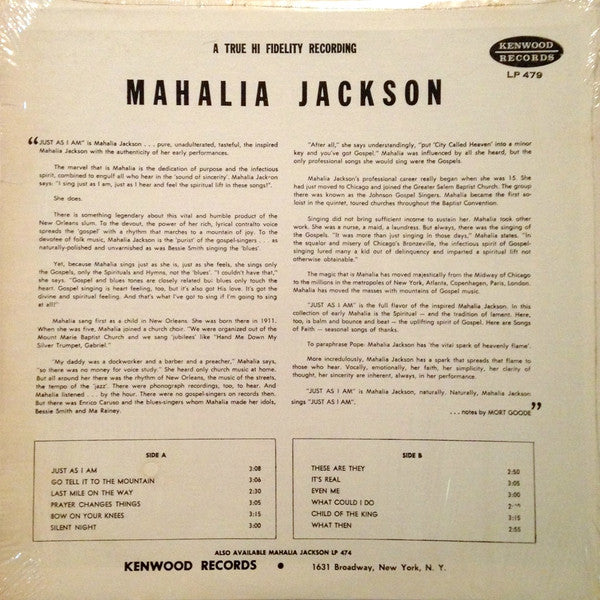 A TRUE HI FIDELITY RECORDING
KENWOOD
RECORDS
LP 479
MAHALIA JACKSON
“JUST AS I AM” is Mahalia Jackson . . . pure, unadulterated, tasteful, the inspired
Mahalia Jackson with the authenticity of her early performances.
The marvel that is Mahalia is the dedication of purpose and the infectious
spirit, combined to engulf all who hear in the 'sound of sincerity'. Mahalia Jackson
says: "I sing just as I am, just as I hear and feel the spiritual lift in these songs!".
She does.
There is something legendary about this vital and humble product of the
New Orleans slum. To the devout, the power of her rich, lyrical contralto voice
spreads the 'gospel' with a rhythm that marches to a mountain of joy. To the
devotee of folk music, Mahalia Jackson is the 'purist' of the gospel-singers . . . as
naturally-polished and unvarnished as was Bessie Smith singing the 'blues'.
Yet, because Mahalia sings just as she is, just as she feels, she sings only
the Gospels, only the Spirituals and Hymns, not the 'blues'. "I couldn't have that,"
she says. "Gospel and blues tones are closely related but blues only touch the
heart. Gospel singing is heart feeling, too, but it's also got His love. It's got the
divine and spiritual feeling. And that's what I've got to sing if I'm going to sing
at all!"
Mahalia sang first as a child in New Orleans. She was born there in 1911.
When she was five, Mahalia joined a church choir. "We were organized out of the
Mount Marie Baptist Church and we sang 'jubilees' like "Hand Me Down My
Silver Trumpet, Gabriel."
"My daddy was a dockworker and a barber and a preacher," Mahalia says,
"so there was no money for voice study." She heard only church music at home.
But all around her there was the rhythm of New Orleans, the music of the streets,
the tempo of the 'jazz'. There were phonograph recordings, too, to hear. And
Mahalia listened . . . by the hour. There were no gospel-singers on records then.
But there was Enrico Caruso and the blues-singers whom Mahalia made her idols,
Bessie Smith and Ma Rainey.
"After all," she says understandingly, "put 'City Called Heaven' into a minor
key and you've got Gospel." Mahalia was influenced by all she heard, but the
only professional songs she would sing were the Gospels.
Mahalia Jackson's professional career really began when she was 15. She
had just moved to Chicago and joined the Greater Salem Baptist Church. The group
there was known as the Johnson Gospel Singers. Mahalia became the first so-
loist in the quintet, toured churches throughout the Baptist Convention.
Singing did not bring sufficient income to sustain her. Mahalia took other
work. She was a nurse, a maid, a laundress. But always, there was the singing of
the Gospels. "It was more than just singing in those days," Mahalia states. "In
the squalor and misery of Chicago's Bronzeville, the infectious spirit of Gospel-
singing lured many a kid out of delinquency and imparted a spiritual lift not
otherwise obtainable."
The magic that is Mahalia has moved majestically from the Midway of Chicago
to the millions in the metropoles of New York, Atlanta, Copenhagen, Paris, London.
Mahalia has moved the masses with mountains of Gospel music.
"JUST AS I AM" is the full flavor of the inspired Mahalia Jackson. In this
collection of early Mahalia is the Spiritual — and the tradition of lament. Here,
too, is balm and bounce and beat — the uplifting spirit of Gospel. Here are Songs
of Faith — seasonal songs of thanks.
To paraphrase Pope: Mahalia Jackson has 'the vital spark of heavenly flame'.
More incredulously, Mahalia Jackson has a spark that spreads that flame to
those who hear. Vocally, emotionally, her faith, her simplicity, her clarity of
thought, her sincerity are inherent, always, in her performance.
"JUST AS I AM" is Mahalia Jackson, naturally. Naturally, Mahalia Jackson
sings "JUST AS I AM".
. . . notes by MORT GOODE”
SIDE A
JUST AS I AM 3:08
GO TELL IT TO THE MOUNTAIN 3:06
LAST MILE ON THE WAY 2:30
PRAYER CHANGES THINGS 3:05
BOW ON YOUR KNEES 3:15
SILENT NIGHT 3:00
SIDE B
THESE ARE THEY 2:50
IT'S REAL 3:05
EVEN ME 3:00
WHAT COULD I DO
CHILD OF THE KING 3:15
WHAT THEN 2:55
ALSO AVAILABLE MAHALIA JACKSON LP 474
KENWOOD RECORDS • 1631 Broadway, New York, N. Y.